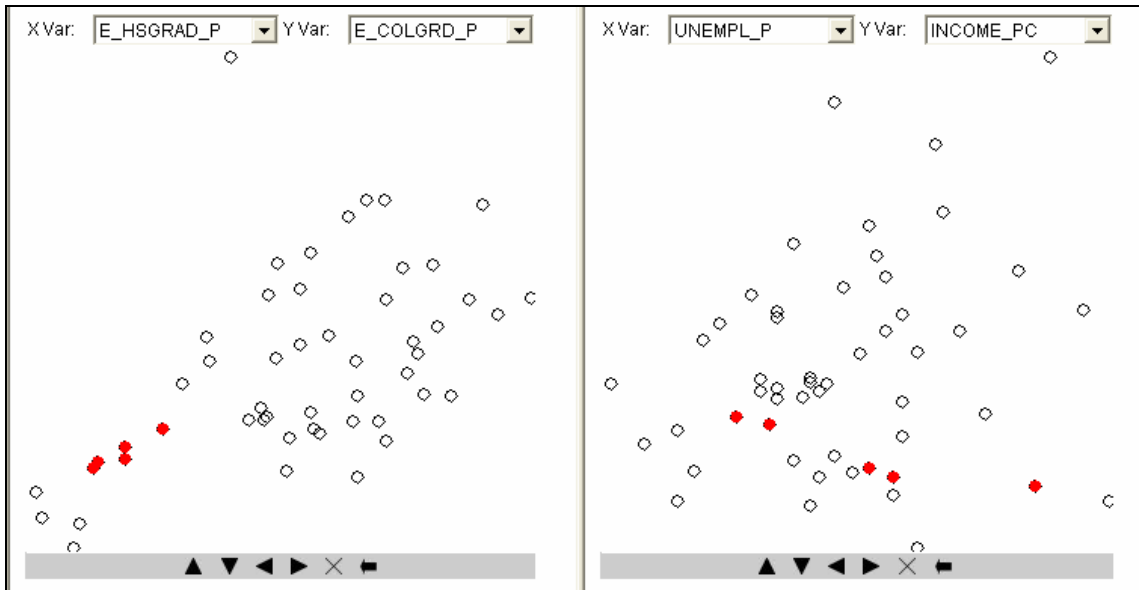 X Var: E_HSGRAD_P Y Var: E_COLGRD_P
X Var: UNEMPL_P Y Var: INCOME_PC